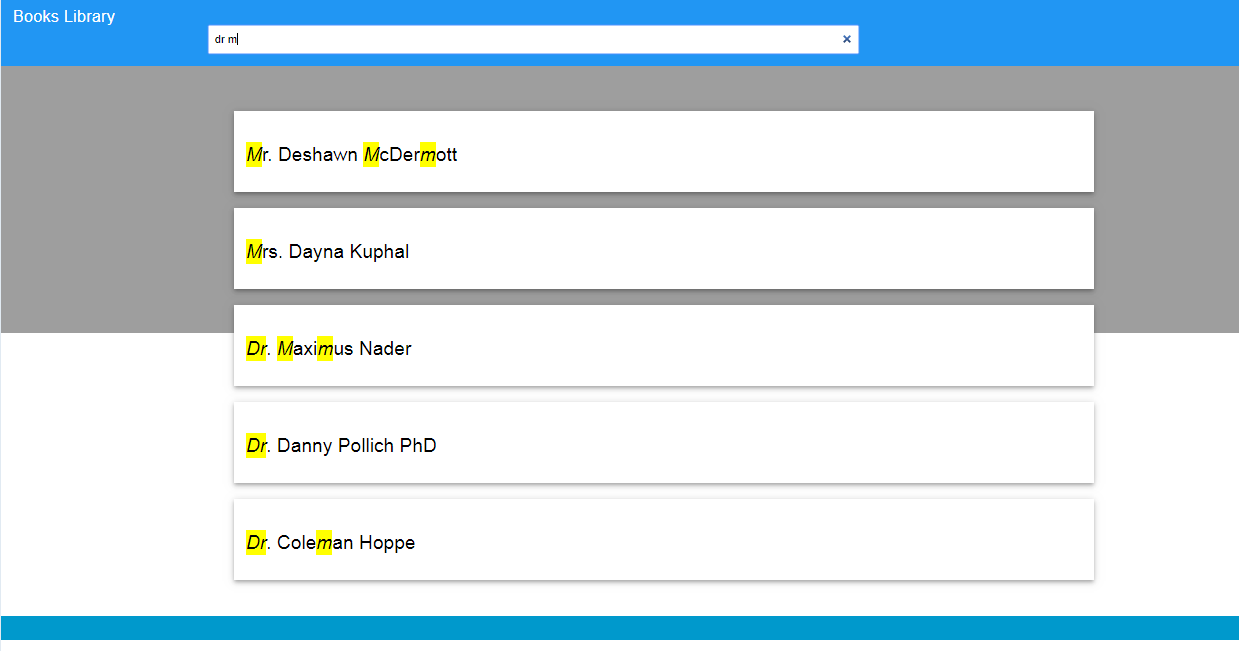 Books Library
dr m
Mr. Deshawn McDermott
Mrs. Dayna Kuphal
Dr. Maximus Nader
Dr. Danny Pollich PhD
Dr. Coleman Hoppe